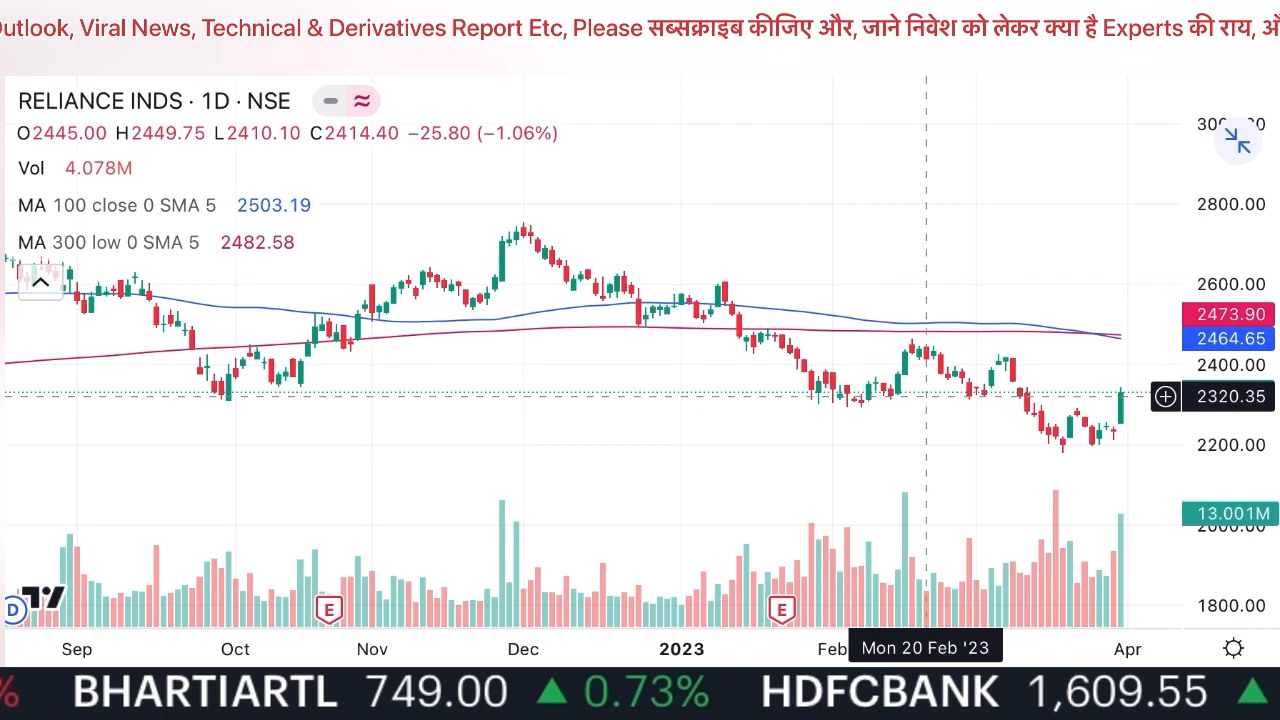 Outlook, Viral News, Technical & Derivatives Report Etc, Please सब्सक्राइब कीजिए और, जाने निवेश को लेकर क्या है Experts की राय,
RELIANCE INDS · 1D · NSE
O2445.00 H2449.75 L2410.10 C2414.40 −25.80 (−1.06%)
Vol 4.078M
MA 100 close 0 SMA 5 2503.19
MA 300 low 0 SMA 5 2482.58
2800.00
2600.00
2473.90
2464.65
2400.00
2320.35
2200.00
13.001M
2000.00
1800.00
D
E
E
Sep Oct Nov Dec 2023 Feb Mon 20 Feb '23 Apr
% BHARTIARTL 749.00 ▲ 0.73% HDFCBANK 1,609.55 ▲